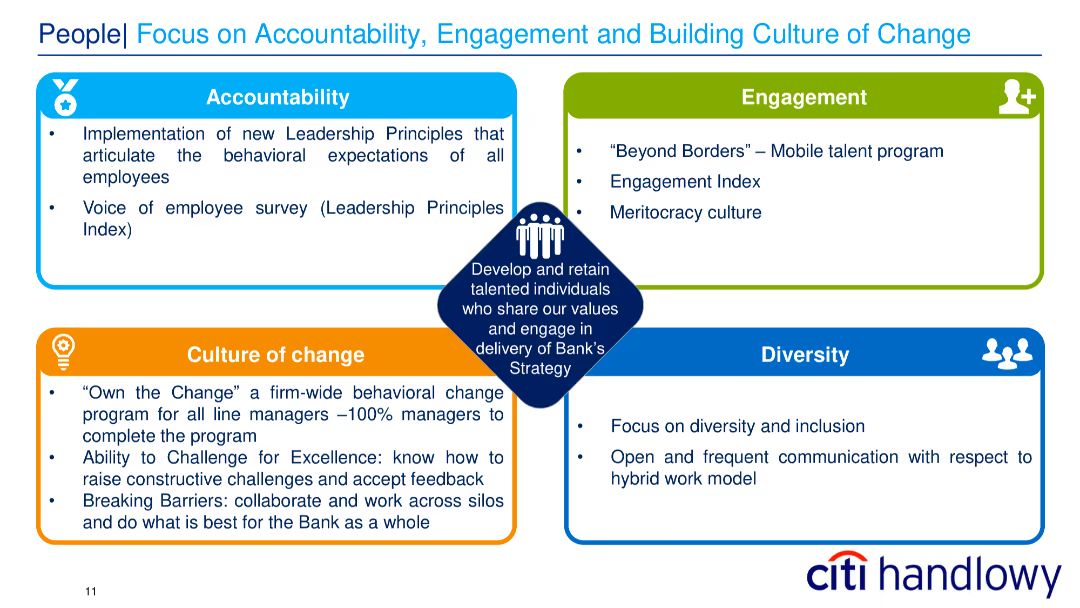 People| Focus on Accountability, Engagement and Building Culture of Change
Accountability
• Implementation of new Leadership Principles that
articulate the behavioral expectations of all
employees
• Voice of employee survey (Leadership Principles
Index)
Engagement
• “Beyond Borders” – Mobile talent program
• Engagement Index
• Meritocracy culture
Develop and retain
talented individuals
who share our values
and engage in
delivery of Bank’s
Strategy
Culture of change
• “Own the Change” a firm-wide behavioral change
program for all line managers –100% managers to
complete the program
• Ability to Challenge for Excellence: know how to
raise constructive challenges and accept feedback
• Breaking Barriers: collaborate and work across silos
and do what is best for the Bank as a whole
Diversity
• Focus on diversity and inclusion
• Open and frequent communication with respect to
hybrid work model
11
citi handlowy